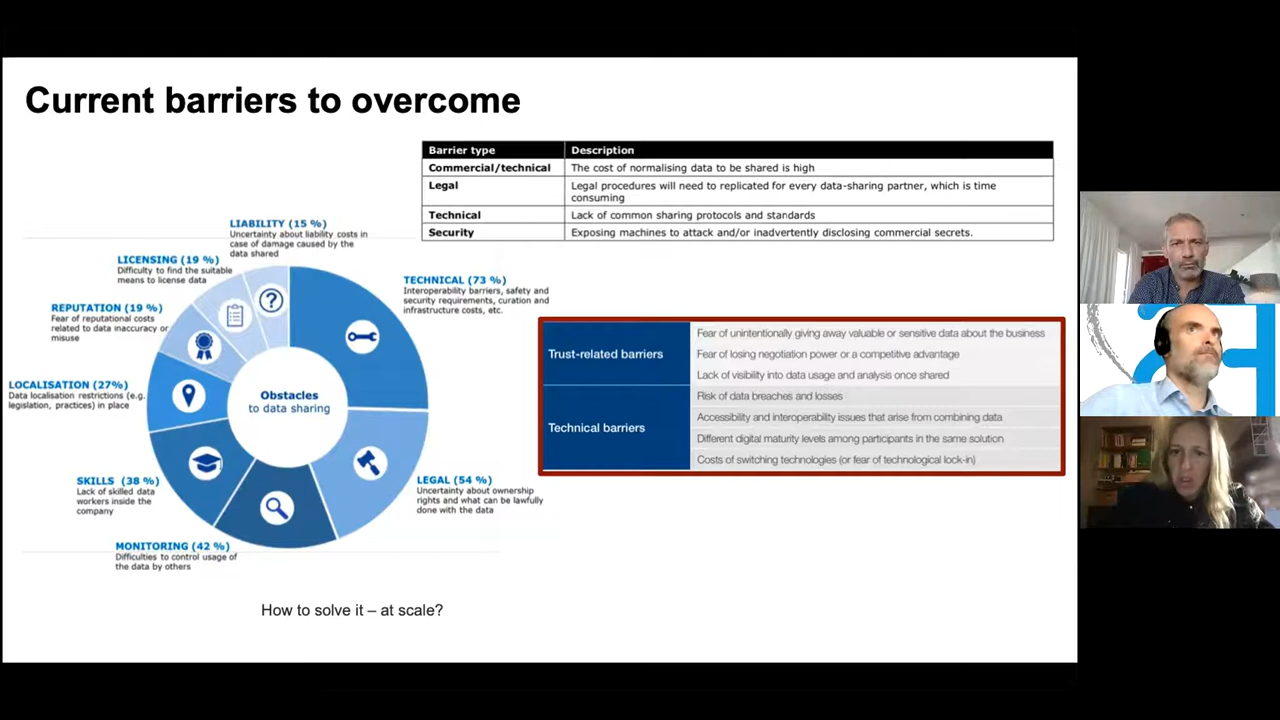 Current barriers to overcome
Barrier type Description
Commercial/technical The cost of normalising data to be shared is high
Legal Legal procedures will need to replicated for every data-sharing partner, which is time
consuming
Technical Lack of common sharing protocols and standards
Security Exposing machines to attack and/or inadvertently disclosing commercial secrets.
LIABILITY (15 %)
Uncertainty about liability costs in
case of damage caused by the
data shared
LICENSING (19 %)
Difficulty to find the suitable
means to license data
REPUTATION (19 %)
Fear of reputational costs
related to data inaccuracy or
misuse
LOCALISATION (27%)
Data localisation restrictions (e.g.
legislation, practices) in place
SKILLS (38 %)
Lack of skilled data
workers inside the
company
MONITORING (42 %)
Difficulties to control usage of
the data by others
TECHNICAL (73 %)
Interoperability barriers, safety and
security requirements, curation and
infrastructure costs, etc.
LEGAL (54 %)
Uncertainty about ownership
rights and what can be lawfully
done with the data
Obstacles
to data sharing
Trust-related barriers
Fear of unintentionally giving away valuable or sensitive data about the business
Fear of losing negotiation power or a competitive advantage
Lack of visibility into data usage and analysis once shared
Technical barriers
Risk of data breaches and losses
Accessibility and interoperability issues that arise from combining data
Different digital maturity levels among participants in the same solution
Costs of switching technologies (or fear of technological lock-in)
How to solve it – at scale?